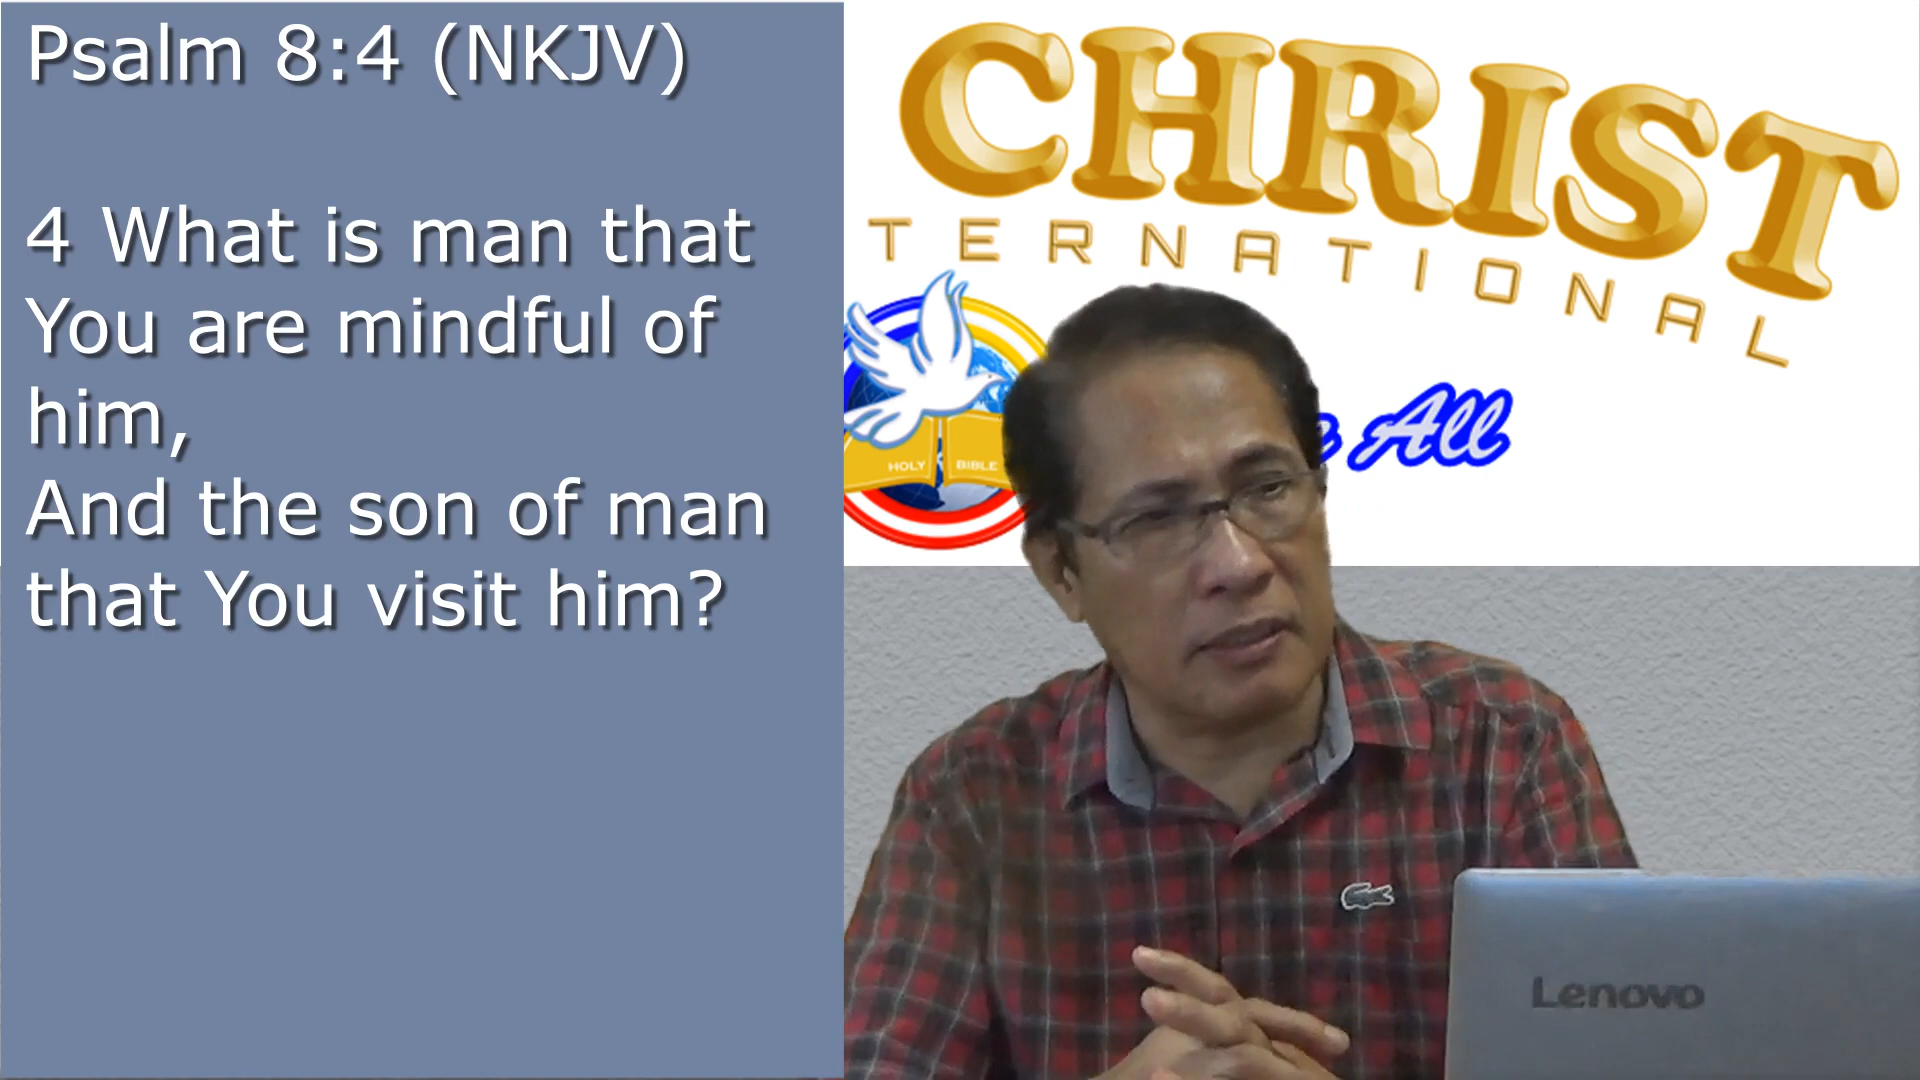 Psalm 8:4 (NKJV)
4 What is man that
You are mindful of
him,
And the son of man
that You visit him?
CHRIST
TERNATIONAL
All
HOLY BIBLE
Lenovo